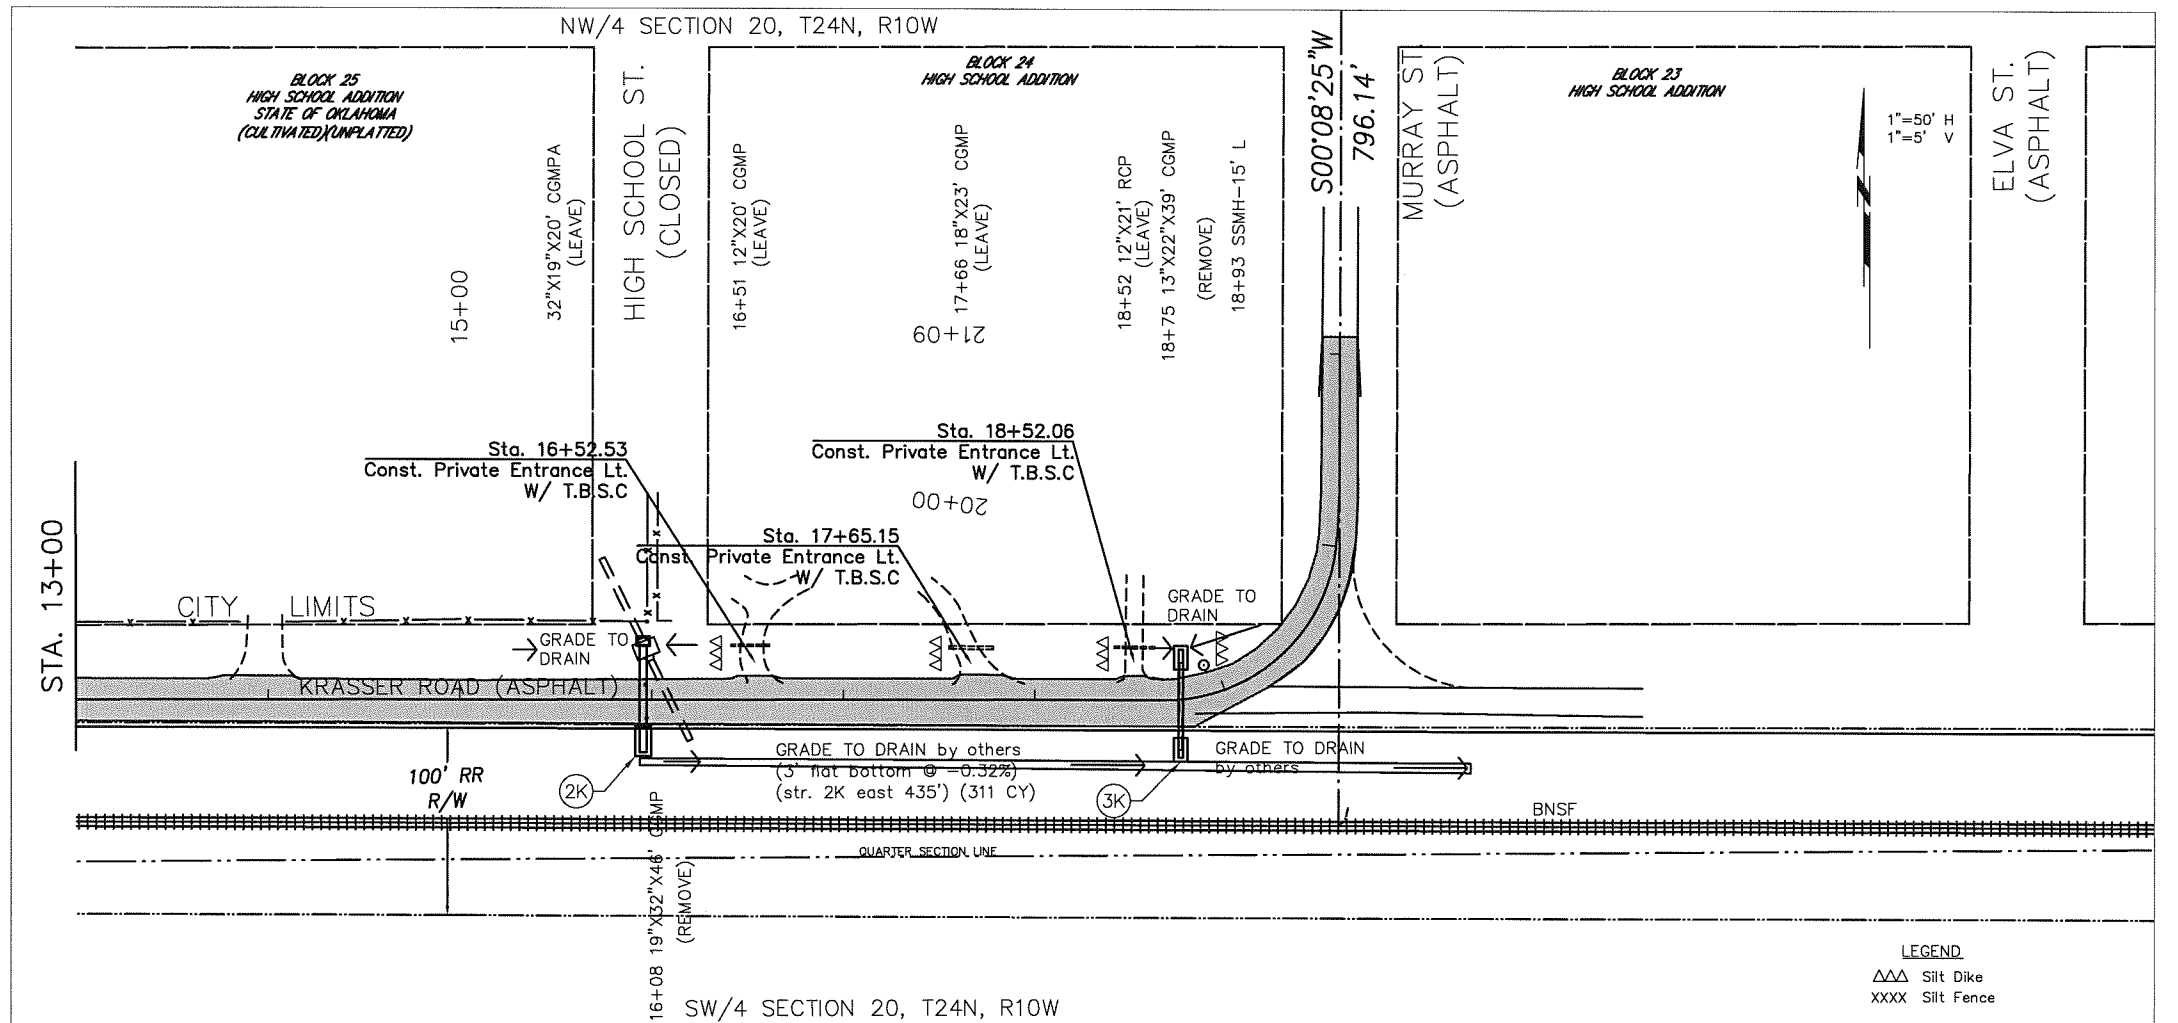 NW/4 SECTION 20, T24N, R10W
BLOCK 25
HIGH SCHOOL ADDITION
STATE OF OKLAHOMA
(CULTIVATED)(UNPLATTED)
HIGH SCHOOL ST.
(CLOSED)
BLOCK 24
HIGH SCHOOL ADDITION
S00°08'25"W
796.14'
MURRAY ST.
(ASPHALT)
BLOCK 23
HIGH SCHOOL ADDITION
1"=50' H
1"=5' V
ELVA ST.
(ASPHALT)
15+00
32"X19"X20' CGMPA
(LEAVE)
16+51 12"X20' CGMP
(LEAVE)
17+66 18"X23' CGMP
(LEAVE)
18+52 12"X21' RCP
(LEAVE)
18+75 13"X22"X39' CGMP
(REMOVE)
18+93 SSMH-15' L
21+09
20+00
Sta. 16+52.53
Const. Private Entrance Lt.
W/ T.B.S.C
Sta. 18+52.06
Const. Private Entrance Lt.
W/ T.B.S.C
Sta. 17+65.15
Const. Private Entrance Lt.
W/ T.B.S.C
STA. 13+00
CITY LIMITS
GRADE TO
DRAIN
GRADE TO
DRAIN
KRASSER ROAD (ASPHALT)
100' RR
R/W
2K
GRADE TO DRAIN by others
(3' flat bottom @ -0.32%)
(str. 2K east 435') (311 CY)
3K
GRADE TO DRAIN
by others
BNSF
QUARTER SECTION LINE
16+08 19"X32"X46' CGMP
(REMOVE)
SW/4 SECTION 20, T24N, R10W
LEGEND
Silt Dike
XXXX Silt Fence